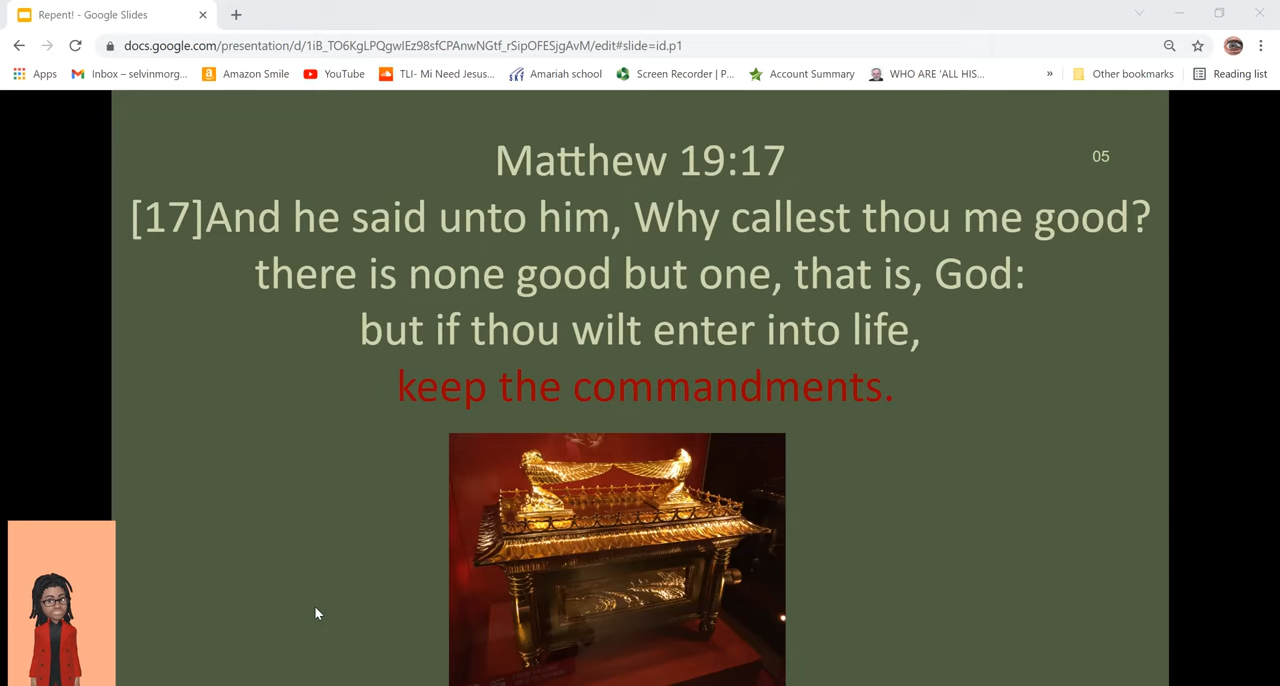 Repent! - Google Slides
docs.google.com/presentation/d/1iB_TO6KgLPQgwIEz98sfCPAnwNGtf_rSipOFESjgAvM/edit#slide=id.p1
Apps Inbox – selvinmorg... Amazon Smile YouTube TLI- Mi Need Jesus... Amariah school Screen Recorder | P... Account Summary WHO ARE 'ALL HIS... » Other bookmarks Reading list
Matthew 19:17
05
[17]And he said unto him, Why callest thou me good?
there is none good but one, that is, God:
but if thou wilt enter into life,
keep the commandments.